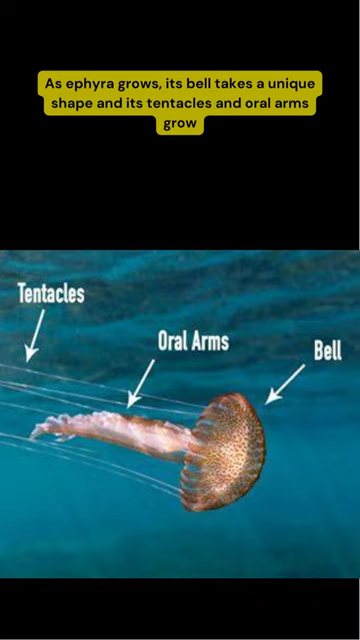 As ephyra grows, its bell takes a unique
shape and its tentacles and oral arms
grow
Tentacles
Oral Arms
Bell